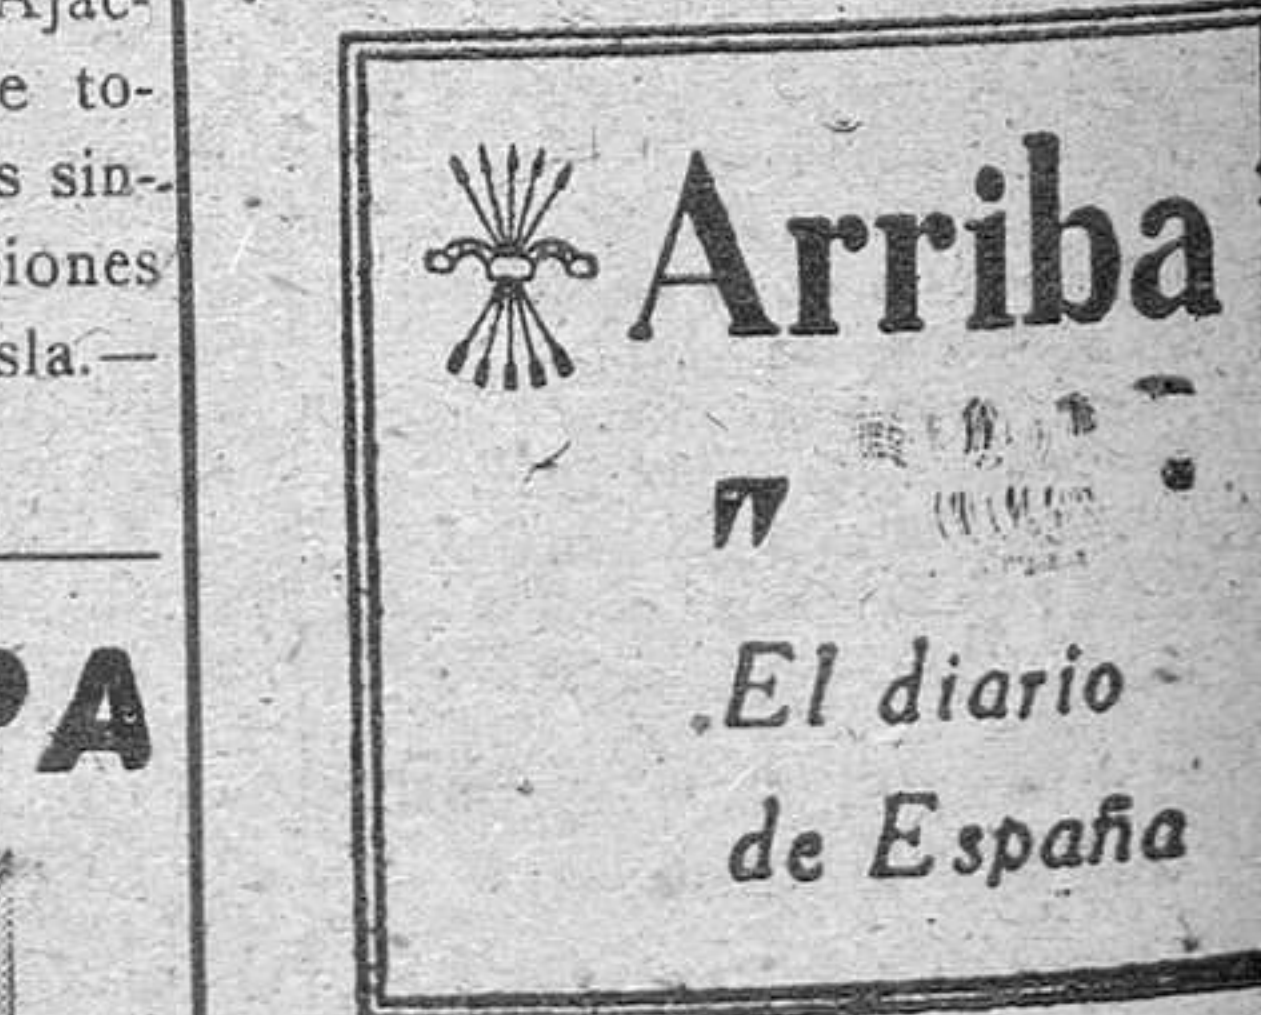 Ajac-
e to-
s sin-
iones
sla.—
PA
Arriba
"
El diario
de España